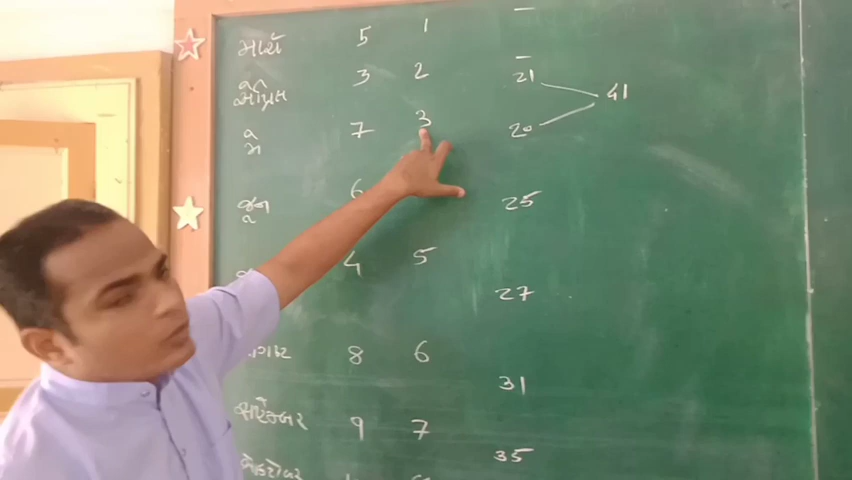 માર્ચ 5 1 –
એપ્રિલ 3 2 21 41
મે 7 3 20
જૂન 6 25
4 5 27
8 6 31
સપ્ટેમ્બર 9 7 35